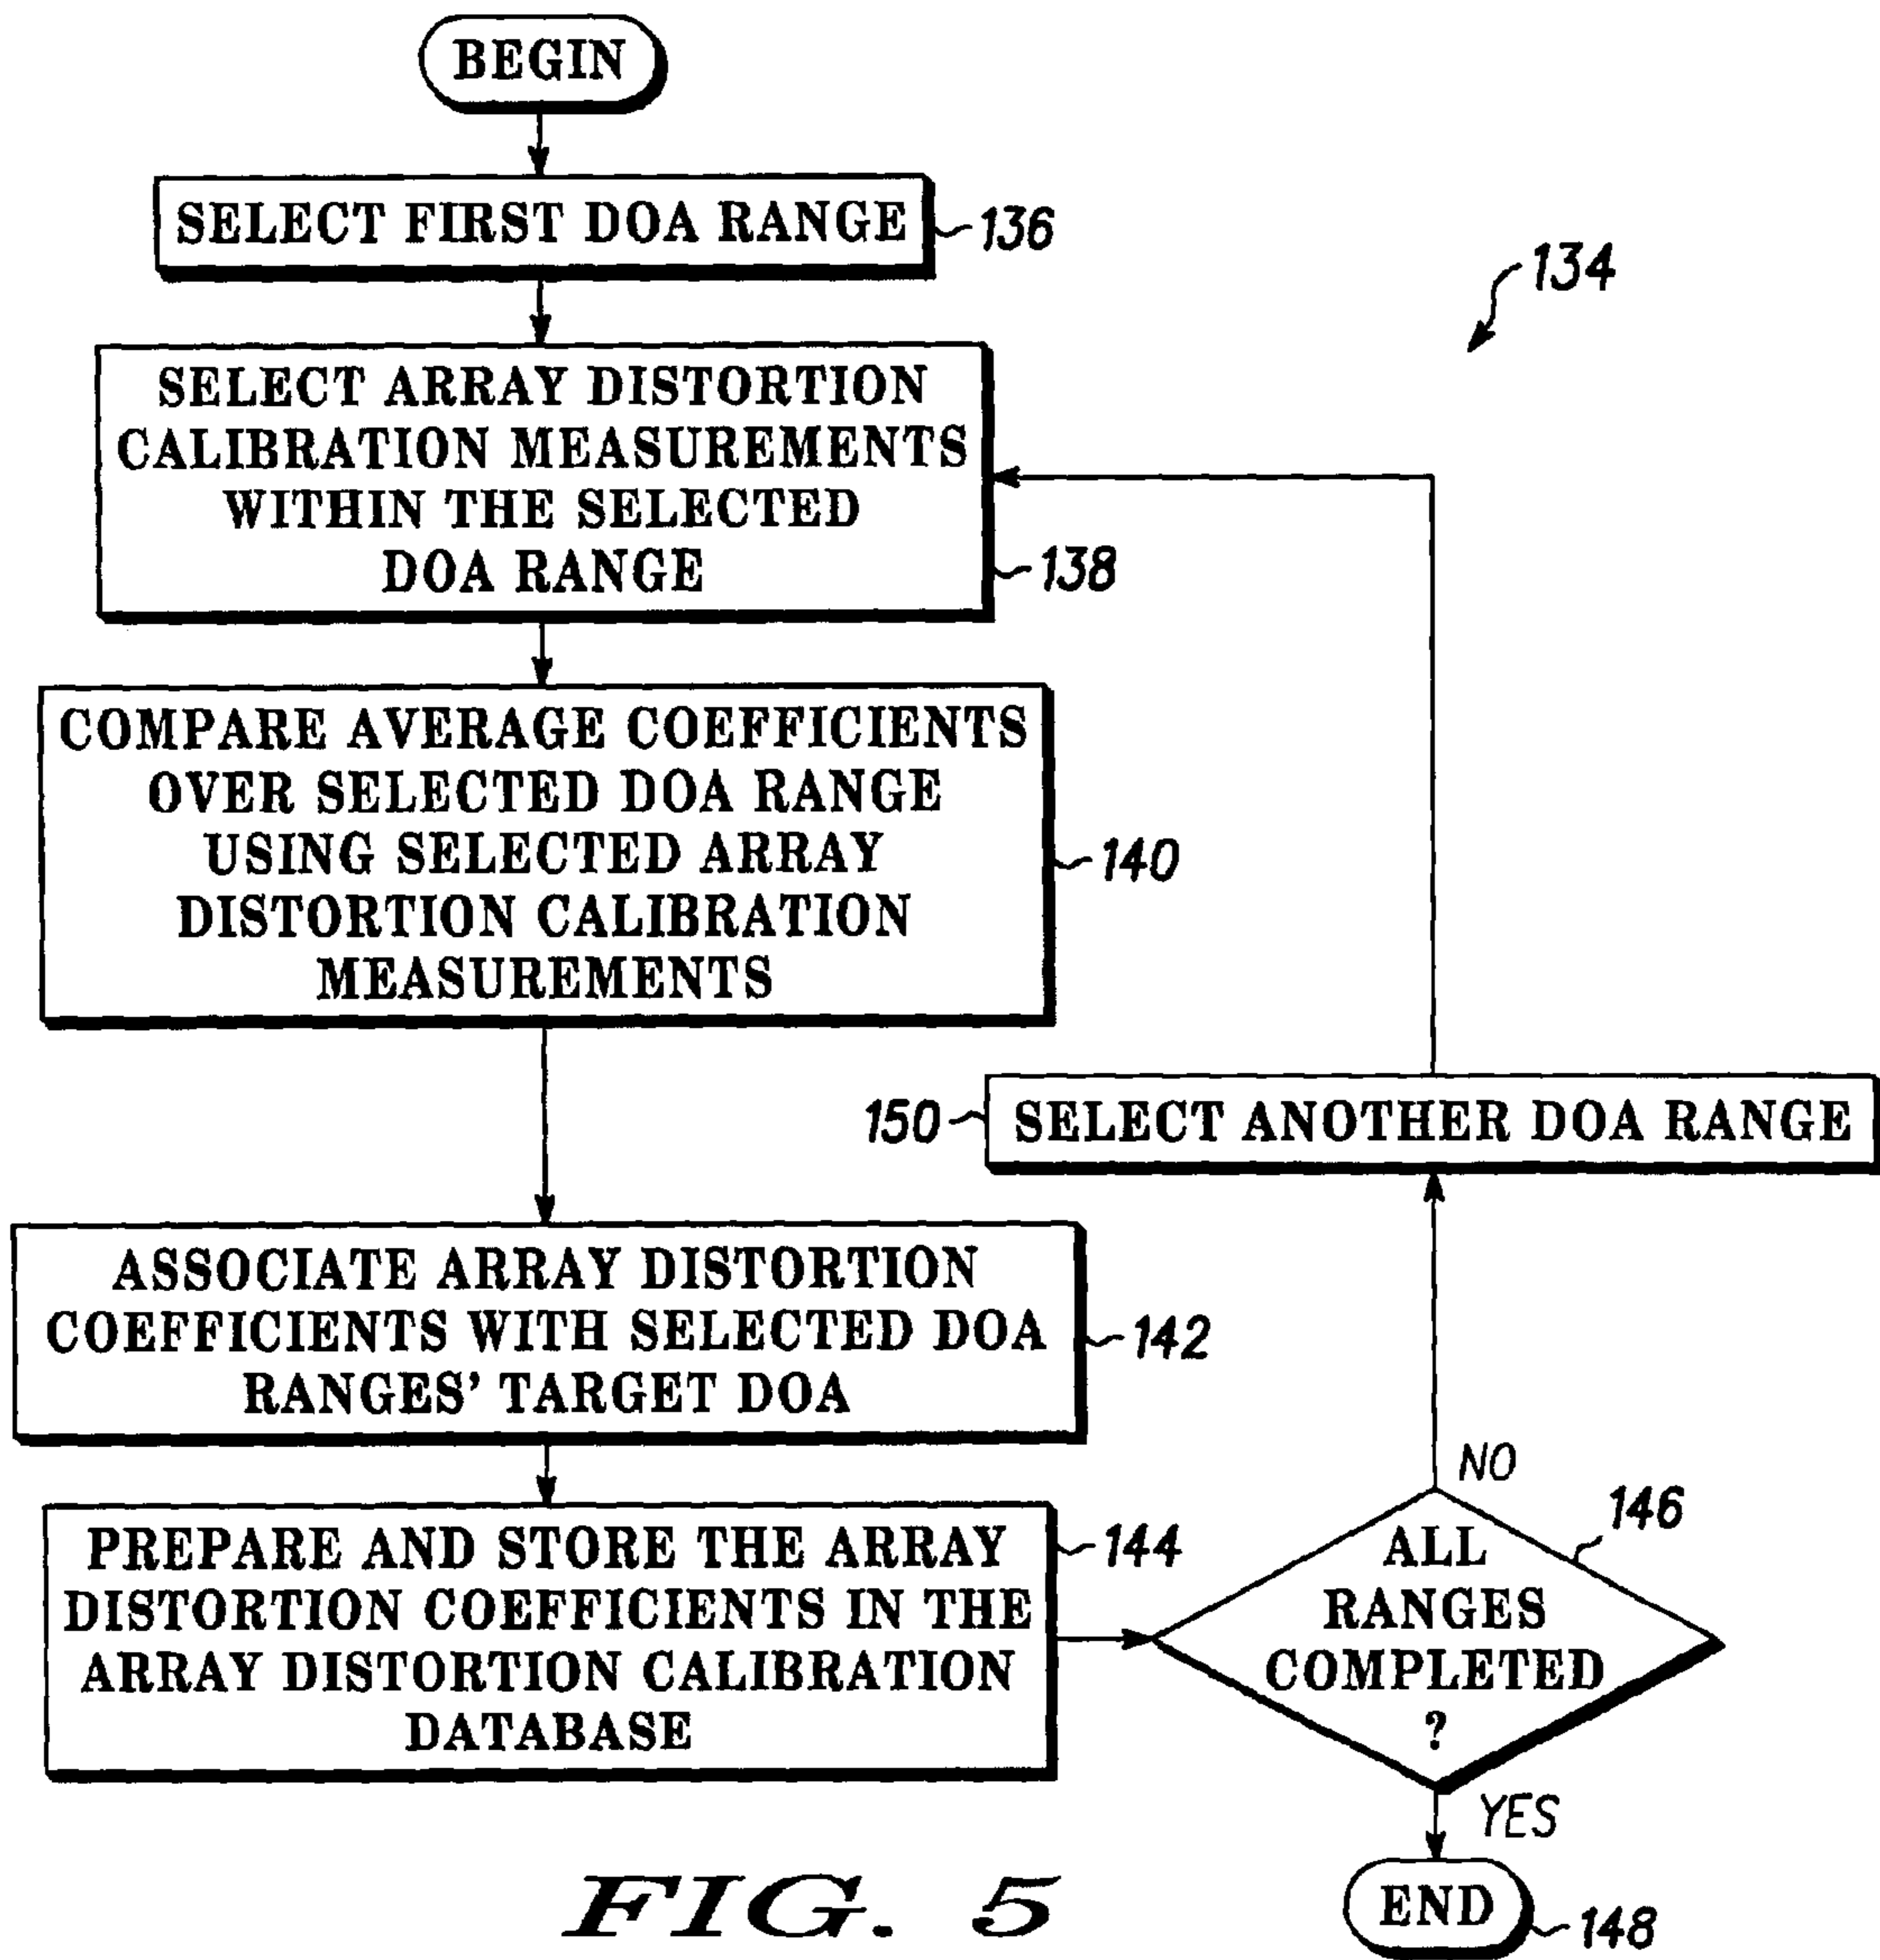 BEGIN
SELECT FIRST DOA RANGE
136
134
SELECT ARRAY DISTORTION
CALIBRATION MEASUREMENTS
WITHIN THE SELECTED
DOA RANGE
138
COMPARE AVERAGE COEFFICIENTS
OVER SELECTED DOA RANGE
USING SELECTED ARRAY
DISTORTION CALIBRATION
MEASUREMENTS
140
150
SELECT ANOTHER DOA RANGE
ASSOCIATE ARRAY DISTORTION
COEFFICIENTS WITH SELECTED DOA
RANGES' TARGET DOA
142
PREPARE AND STORE THE ARRAY
DISTORTION COEFFICIENTS IN THE
ARRAY DISTORTION CALIBRATION
DATABASE
144
NO
146
ALL
RANGES
COMPLETED
?
YES
END
148
FIG. 5